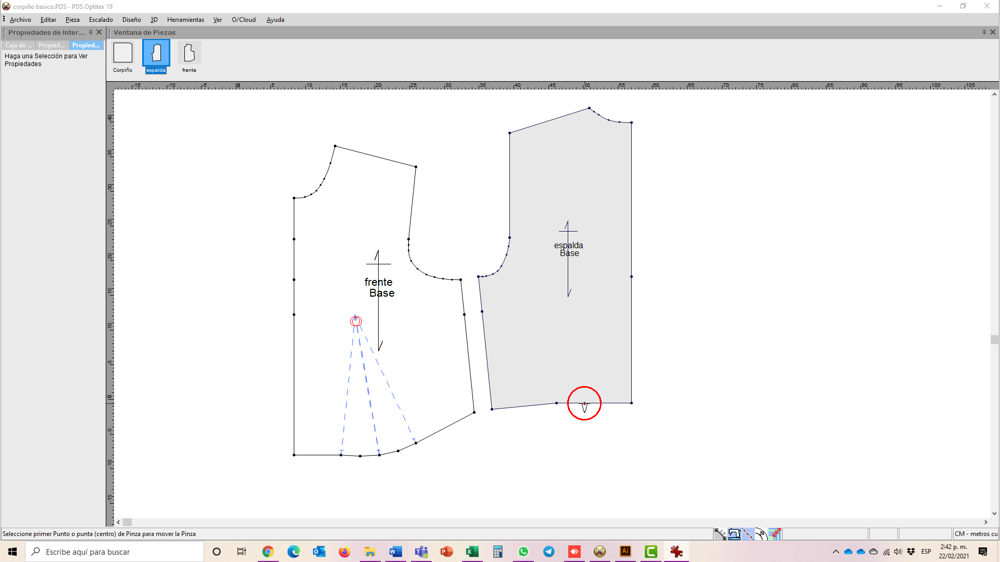 corpiño basico.PDS - PDS Optitex 19
Archivo Editar Pieza Escalado Diseño 3D Herramientas Ver O/Cloud Ayuda
Propiedades de Inter...
Ventana de Piezas
Caja de ... Propied... Propied...
Haga una Selección para Ver
Propiedades
Corpiño espalda frente
-15 -10 -5 0 5 10 15 20 25 30 35 40 45 50 55 60 65 70 75 80 85 90 95 100 105
40
35
30
25
20
15
10
5
0
-5
-10
-15
espalda
Base
frente
Base
Seleccione primer Punto o punta (centro) de Pinza para mover la Pinza
CM - metros cu
Escribe aquí para buscar
ESP
2:42 p. m.
22/02/2021